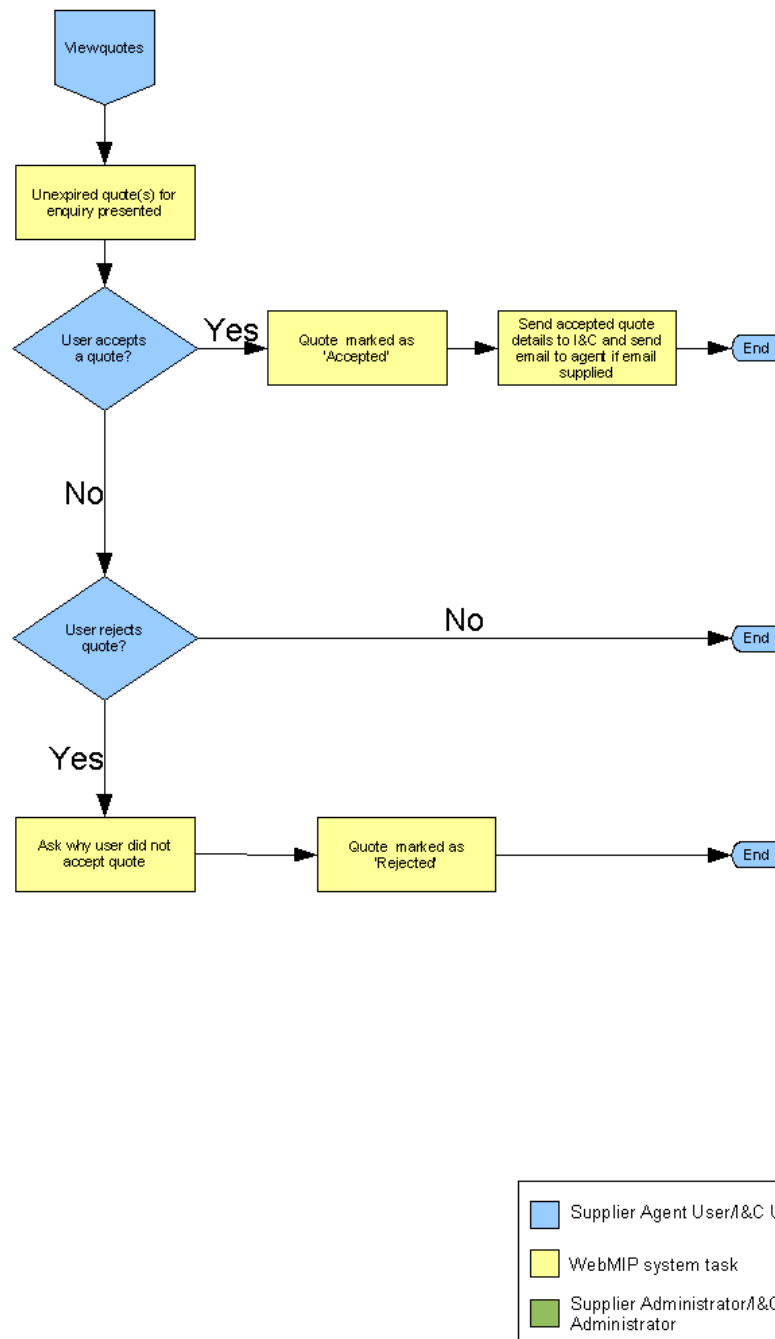 Viewquotes
Unexpired quote(s) for
enquiry presented
User accepts
a quote?
Yes
Quote marked as
'Accepted'
Send accepted quote
details to I&C and send
email to agent if email
supplied
End
No
User rejects
quote?
No
End
Yes
Ask why user did not
accept quote
Quote marked as
'Rejected'
End
Supplier Agent User/I&C U
WebMIP system task
Supplier Administrator/I&C
Administrator